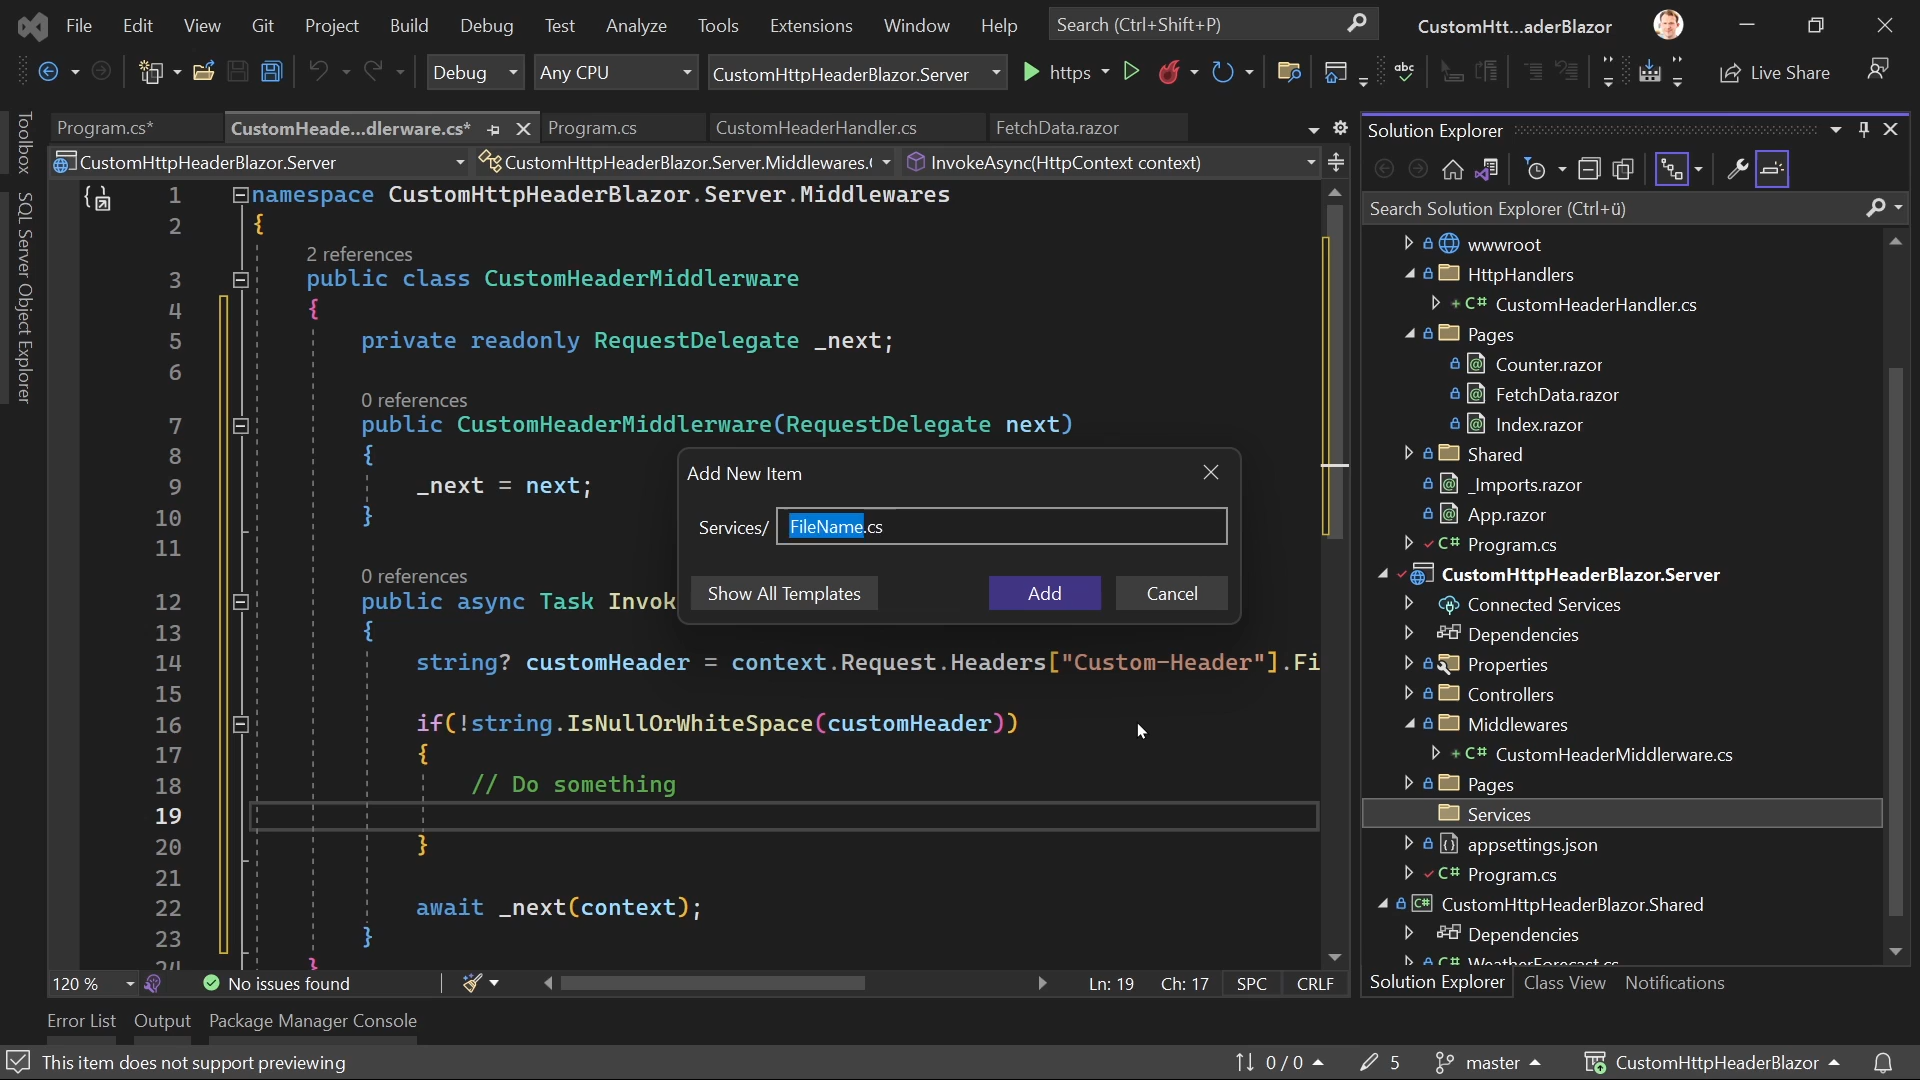 File Edit View Git Project Build Debug Test Analyze Tools Extensions Window Help Search (Ctrl+Shift+P) CustomHtt...aderBlazor
Debug Any CPU CustomHttpHeaderBlazor.Server https Live Share
Toolbox
SQL Server Object Explorer
Program.cs* CustomHeade...dlerware.cs* Program.cs CustomHeaderHandler.cs FetchData.razor
CustomHttpHeaderBlazor.Server CustomHttpHeaderBlazor.Server.Middlewares.( InvokeAsync(HttpContext context)
1 namespace CustomHttpHeaderBlazor.Server.Middlewares
2 {
2 references
3 public class CustomHeaderMiddlerware
4 {
5 private readonly RequestDelegate _next;
6
0 references
7 public CustomHeaderMiddlerware(RequestDelegate next)
8 {
9 _next = next;
10 }
11
0 references
12 public async Task Invok
13 {
14 string? customHeader = context.Request.Headers["Custom-Header"].Fi
15
16 if(!string.IsNullOrWhiteSpace(customHeader))
17 {
18 // Do something
19
20 }
21
22 await _next(context);
23 }
24 }
Add New Item
Services/ FileName.cs
Show All Templates Add Cancel
120 % No issues found Ln: 19 Ch: 17 SPC CRLF
Solution Explorer
Search Solution Explorer (Ctrl+ü)
wwwroot
HttpHandlers
+ C# CustomHeaderHandler.cs
Pages
Counter.razor
FetchData.razor
Index.razor
Shared
_Imports.razor
App.razor
C# Program.cs
CustomHttpHeaderBlazor.Server
Connected Services
Dependencies
Properties
Controllers
Middlewares
+ C# CustomHeaderMiddlerware.cs
Pages
Services
appsettings.json
C# Program.cs
C# CustomHttpHeaderBlazor.Shared
Dependencies
C# WeatherForecast.cs
Solution Explorer Class View Notifications
Error List Output Package Manager Console
This item does not support previewing 0 / 0 5 master CustomHttpHeaderBlazor